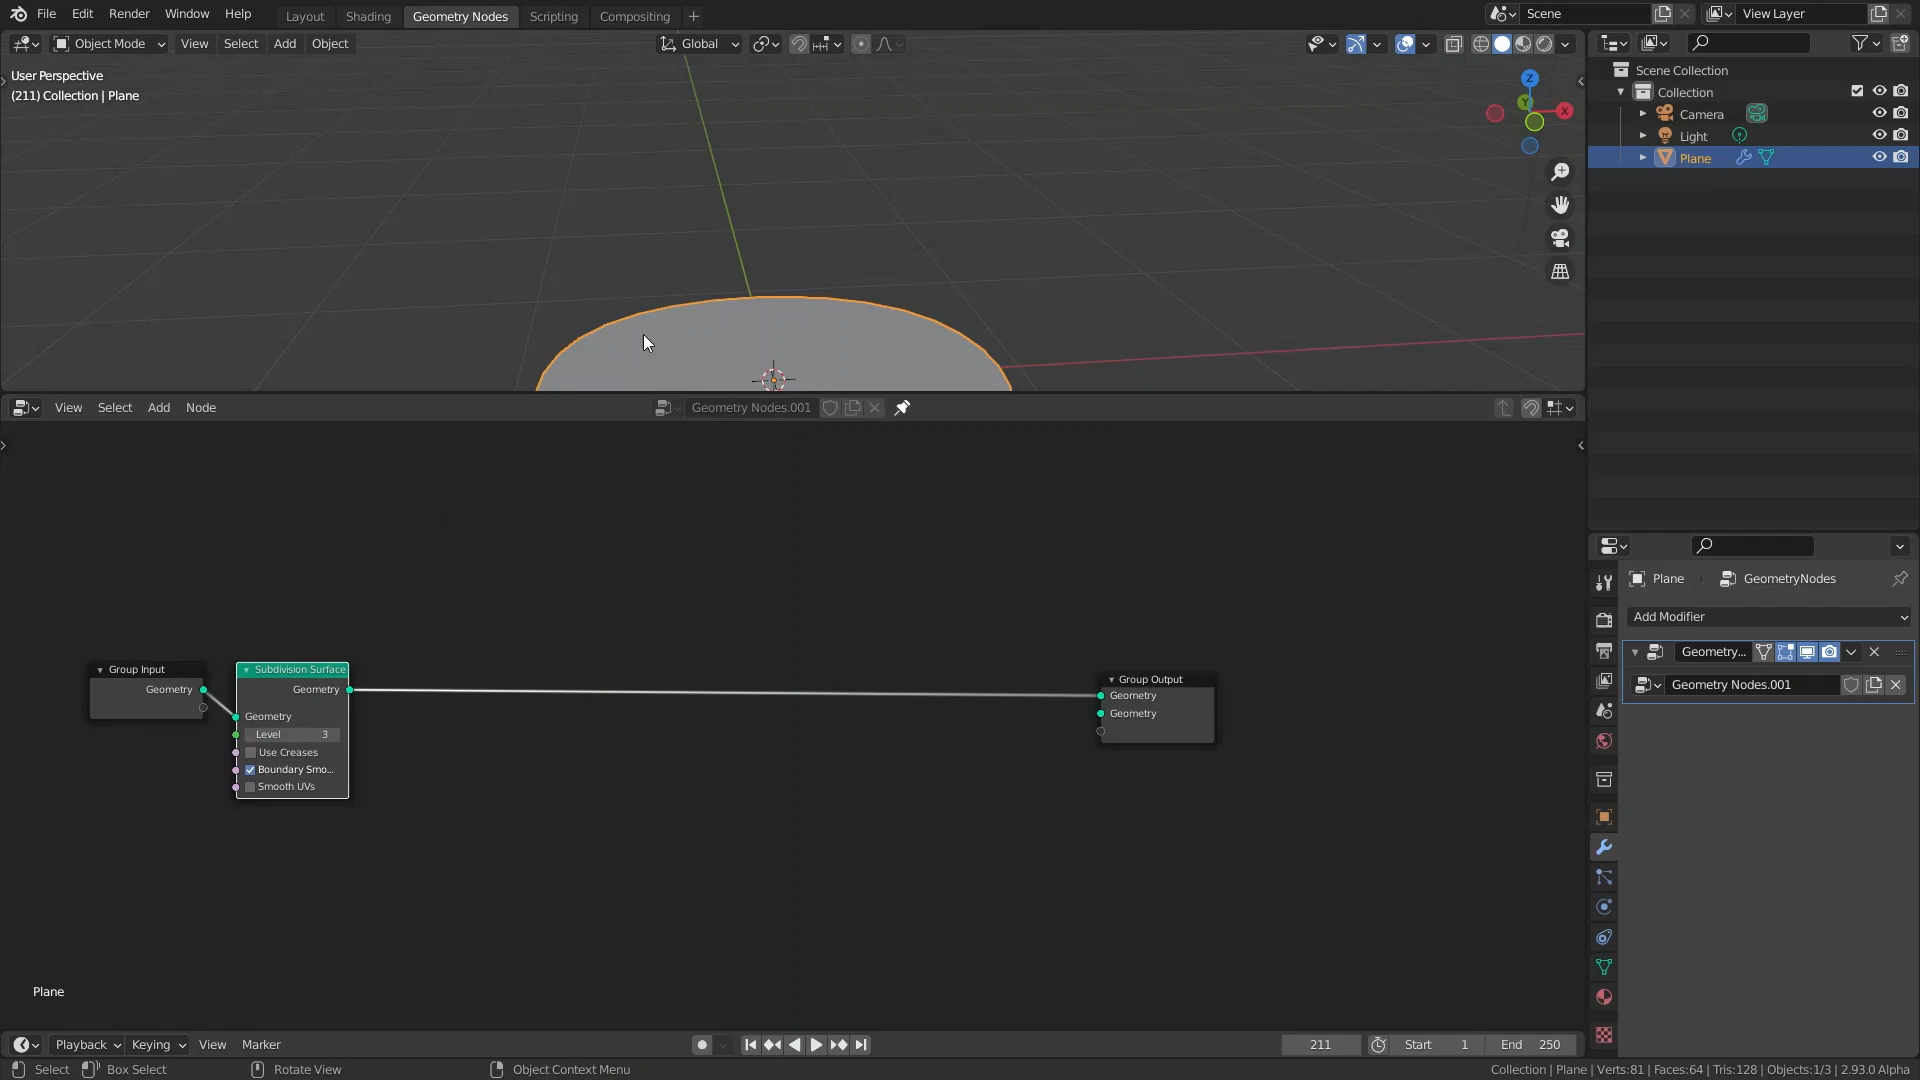 File Edit Render Window Help Layout Shading Geometry Nodes Scripting Compositing + Scene View Layer
Object Mode View Select Add Object Global
User Perspective
(211) Collection | Plane
Z
Y
X
Scene Collection
Collection
Camera
Light
Plane
View Select Add Node Geometry Nodes.001
Plane GeometryNodes
Add Modifier
Geometry...
Geometry Nodes.001
Group Input
Geometry
Subdivision Surface
Geometry
Geometry
Level 3
Use Creases
Boundary Smo...
Smooth UVs
Group Output
Geometry
Geometry
Plane
Playback Keying View Marker 211 Start 1 End 250
Select Box Select Rotate View Object Context Menu Collection | Plane | Verts:81 | Faces:64 | Tris:128 | Objects:1/3 | 2.93.0 Alpha